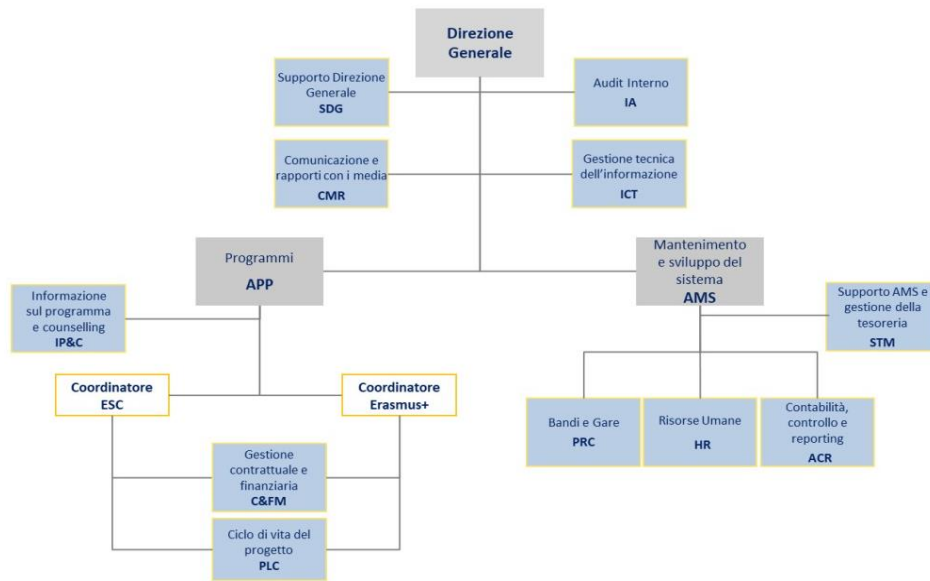 Direzione
Generale
Supporto Direzione
Generale
SDG
Audit Interno
IA
Comunicazione e
rapporti con i media
CMR
Gestione tecnica
dell'informazione
ICT
Programmi
APP
Mantenimento
e sviluppo del
sistema
AMS
Informazione
sul programma
e counselling
IP&C
Supporto AMS e
gestione della
tesoreria
STM
Coordinatore
ESC
Coordinatore
Erasmus+
Bandi e Gare
PRC
Risorse Umane
HR
Contabilità,
controllo e
reporting
ACR
Gestione
contrattuale e
finanziaria
C&FM
Ciclo di vita del
progetto
PLC